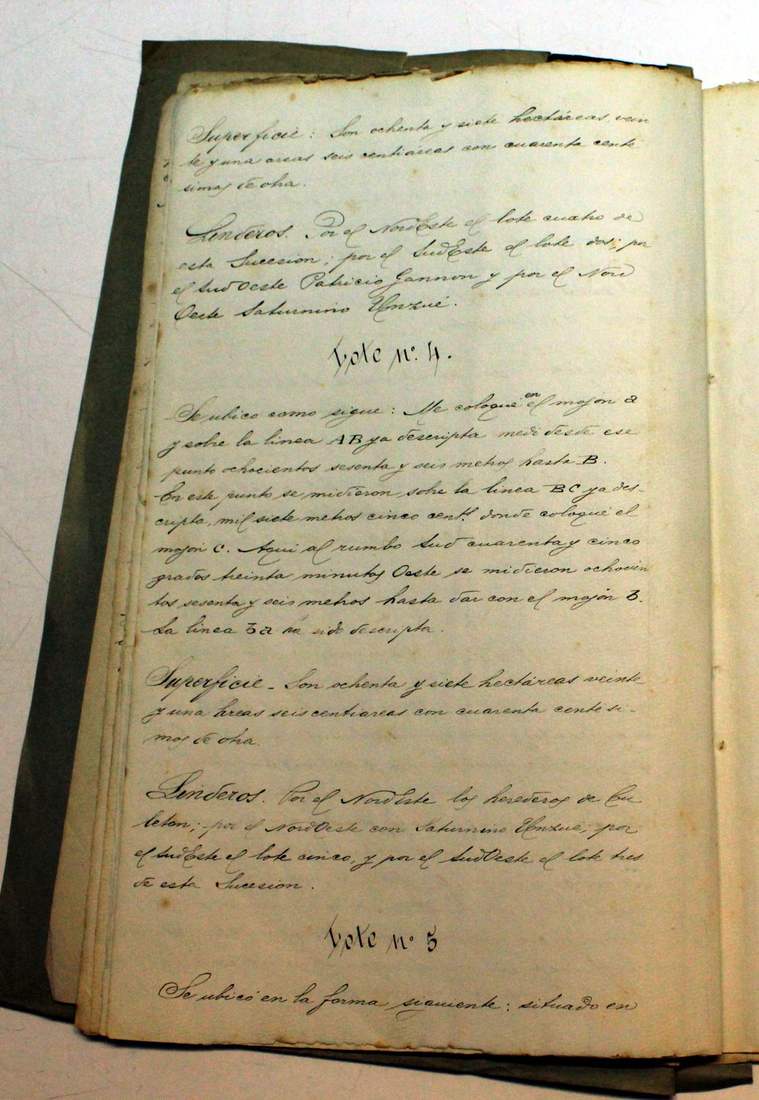 Superficie: Son ochenta y siete hectáreas, vein
te y una areas seis centiáreas con cuarenta cente
simos de otra.
Linderos. Por el NordEste el lote cuatro de
esta Sucesion; por el SudEste el lote dos; por
el SudOeste Patricio Gannon y por el Nord
Oeste Saturnino Unzué.
Lote Nº. 4.
Se ubicó como sigue: Me coloqué en el mojon a
y sobre la linea AB ya descripta medi desde ese
punto ochocientos sesenta y seis metros hasta B.
En este punto se midieron sobre la linea BC ya des-
cripta, mil siete metros cinco centº. donde coloqué el
mojon C. Aqui al rumbo Sud cuarenta y cinco
grados treinta minutos Oeste se midieron ochocien
tos sesenta y seis metros hasta dar con el mojón b.
La linea ba ha sido descripta.
Superficie - Son ochenta y siete hectáreas veinte
y una áreas seis centiareas con cuarenta centesi-
mos de otra.
Linderos. Por el NordEste los herederos de
por el NordOeste con Saturnino Unzué, por
el SudEste el lote cinco, y por el SudOeste el lote tres
de esta Sucesion.
Lote nº 5
Se ubicó en la forma siguiente: situado en